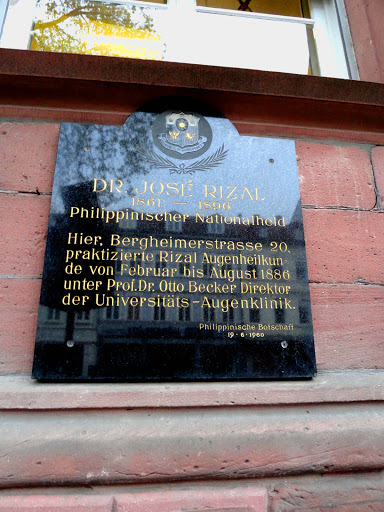 DR. JOSÉ RIZAL
1861 — 1896
Philippinischer Nationalheld
Hier, Bergheimerstrasse 20,
praktizierte Rizal Augenheilkun-
de von Februar bis August 1886
unter Prof. Dr. Otto Becker Direktor
der Universitäts-Augenklinik.
Philippinische Botschaft
19·6·1960